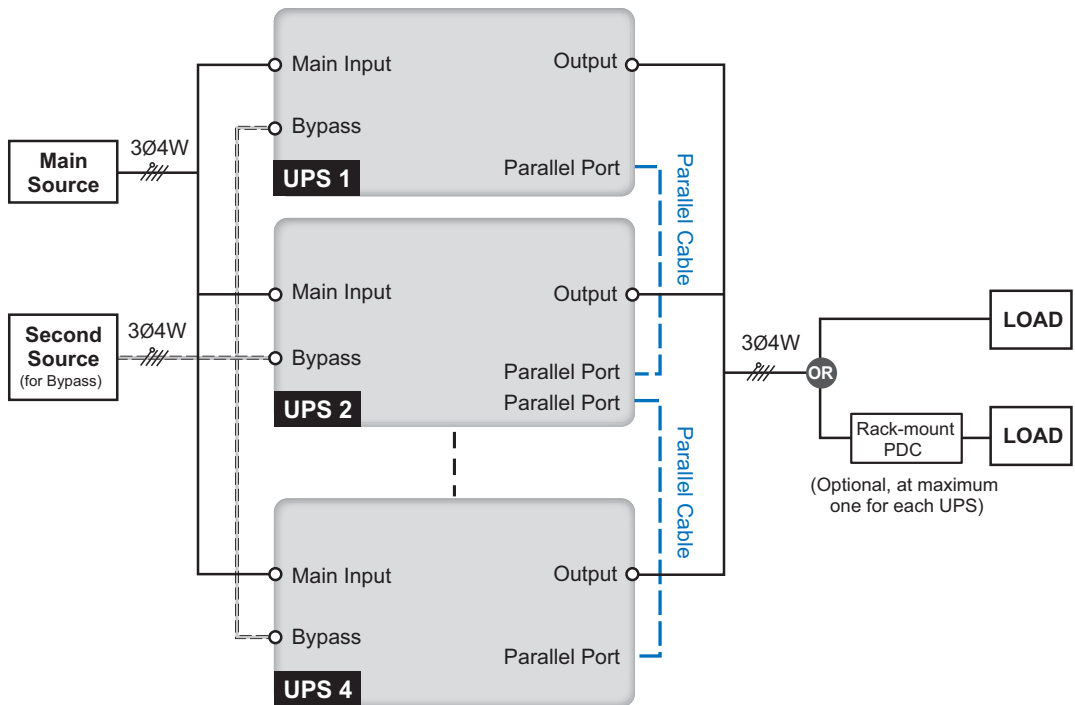 Main Input
Output
Bypass
Parallel Port
UPS 1
3Ø4W
Main
Source
Parallel Cable
Main Input
Output
Bypass
Parallel Port
Parallel Port
UPS 2
3Ø4W
Second
Source
(for Bypass)
3Ø4W
OR
LOAD
Rack-mount
PDC
LOAD
(Optional, at maximum
one for each UPS)
Parallel Cable
Main Input
Output
Bypass
Parallel Port
UPS 4